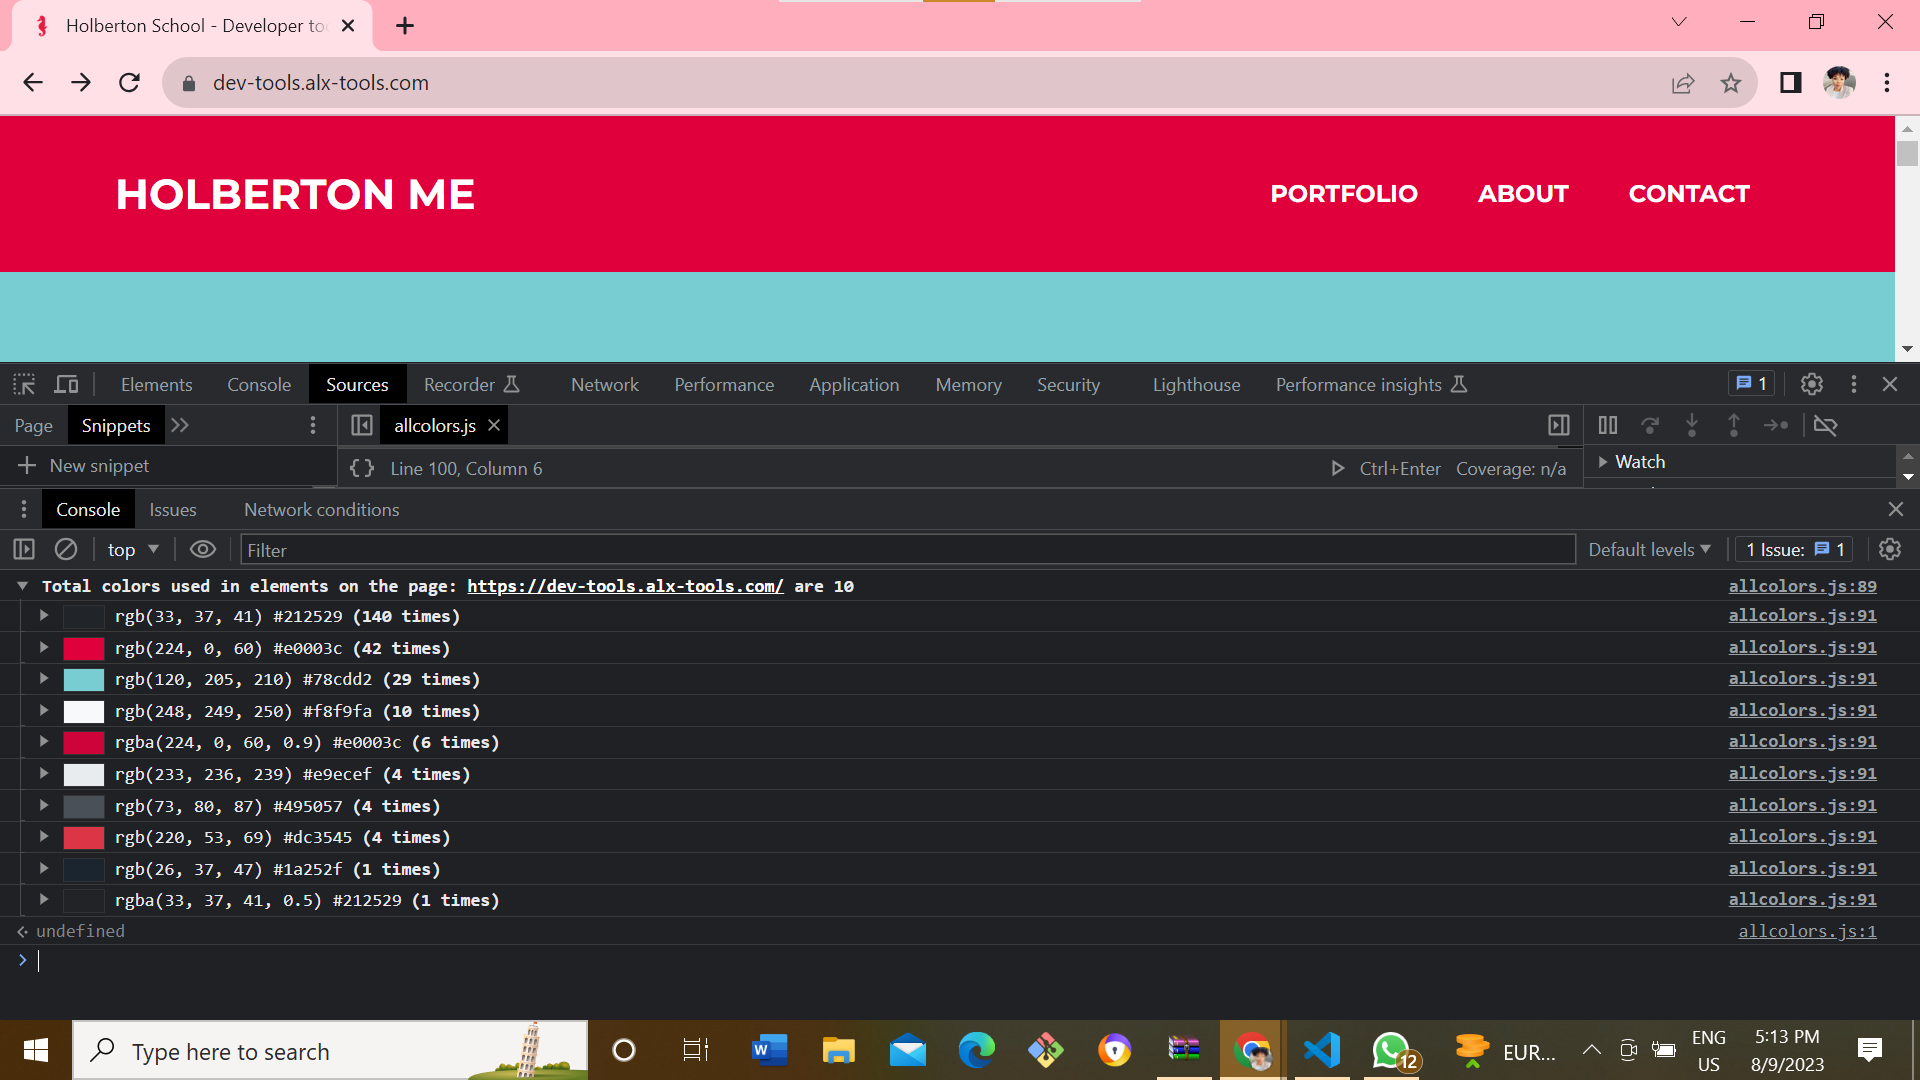 Holberton School - Developer too
dev-tools.alx-tools.com
HOLBERTON ME
PORTFOLIO ABOUT CONTACT
Elements Console Sources Recorder Network Performance Application Memory Security Lighthouse Performance insights 1
Page Snippets allcolors.js
New snippet
{ } Line 100, Column 6 Ctrl+Enter Coverage: n/a
Watch
Console Issues Network conditions
top Filter Default levels 1 Issue: 1
Total colors used in elements on the page: https://dev-tools.alx-tools.com/ are 10 allcolors.js:89
rgb(33, 37, 41) #212529 (140 times) allcolors.js:91
rgb(224, 0, 60) #e0003c (42 times) allcolors.js:91
rgb(120, 205, 210) #78cdd2 (29 times) allcolors.js:91
rgb(248, 249, 250) #f8f9fa (10 times) allcolors.js:91
rgba(224, 0, 60, 0.9) #e0003c (6 times) allcolors.js:91
rgb(233, 236, 239) #e9ecef (4 times) allcolors.js:91
rgb(73, 80, 87) #495057 (4 times) allcolors.js:91
rgb(220, 53, 69) #dc3545 (4 times) allcolors.js:91
rgb(26, 37, 47) #1a252f (1 times) allcolors.js:91
rgba(33, 37, 41, 0.5) #212529 (1 times) allcolors.js:91
undefined allcolors.js:1
Type here to search W 12 EUR... ENG 5:13 PM
US 8/9/2023